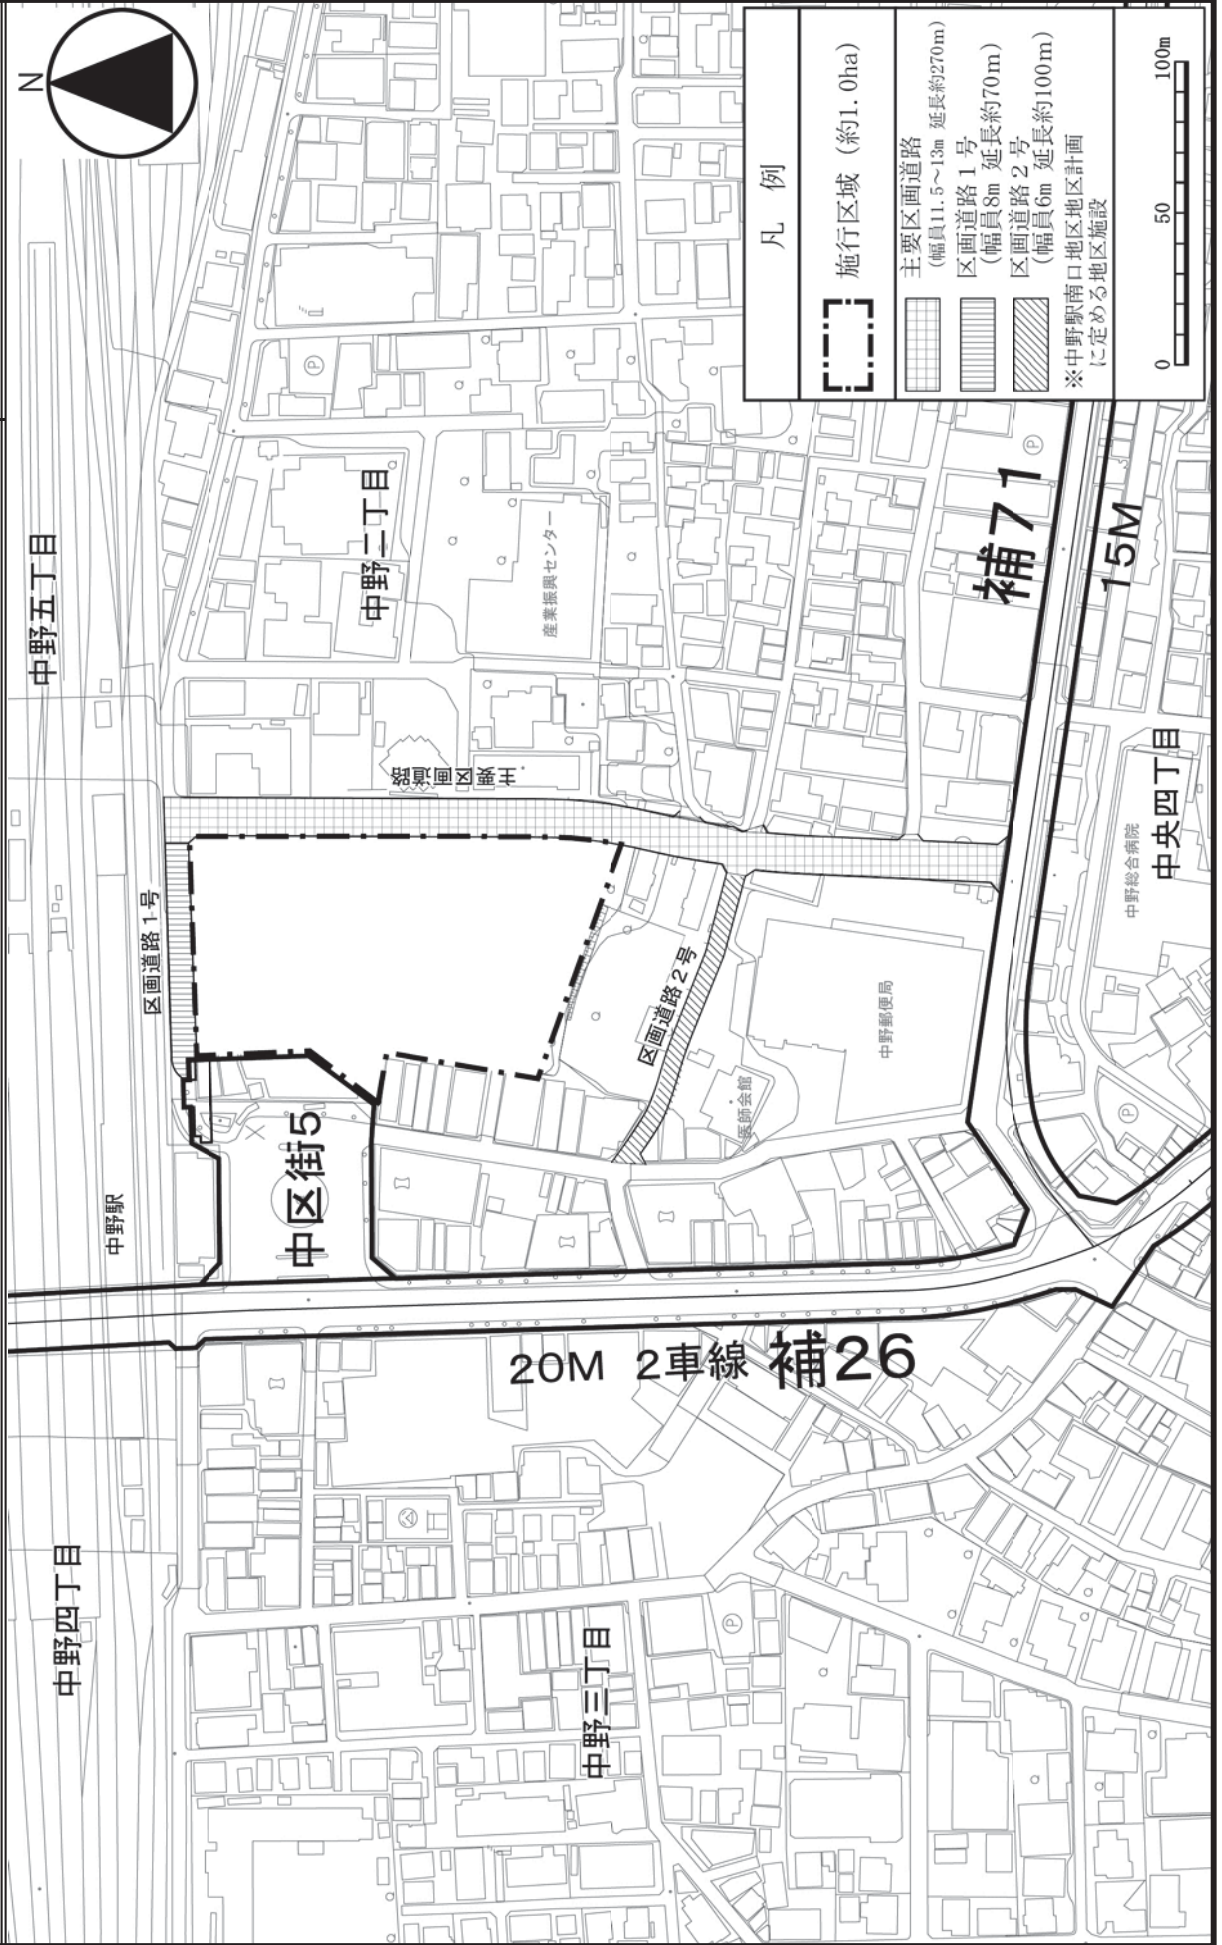 N
中野五丁目
中野二丁目
産業振興センター
主要区画道路
区画道路1号
区画道路2号
中野駅
中区街5
医師会館
中野郵便局
中野総合病院
中央四丁目
補71
15M
20M 2車線 補26
中野四丁目
中野三丁目
P
P
P
P
凡例
施行区域 (約1.0ha)
主要区画道路
(幅員11.5~13m 延長約270m)
区画道路1号
(幅員8m 延長約70m)
区画道路2号
(幅員6m 延長約100m)
※中野駅南口地区地区計画
に定める地区施設
0 50 100m